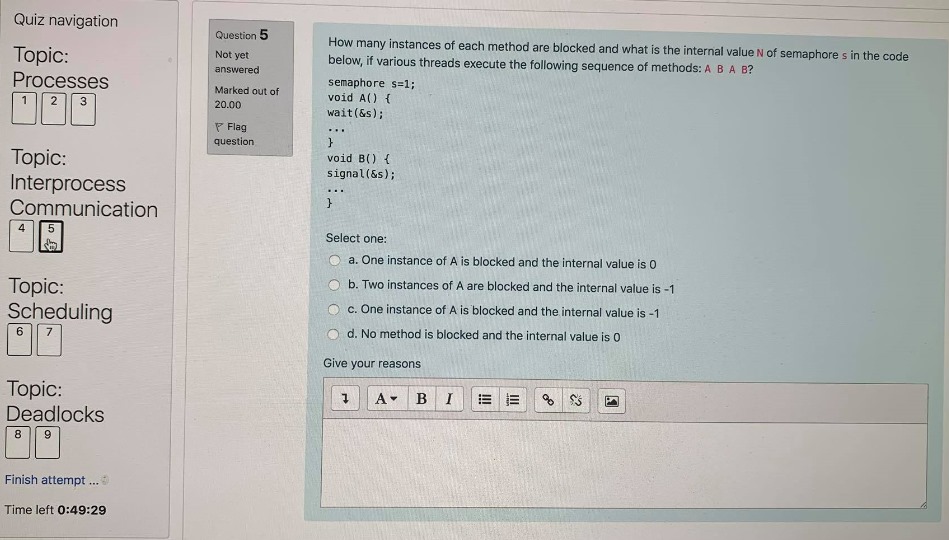 Quiz navigation
Topic:
Processes
1 2 3
Topic:
Interprocess
Communication
4 5
Topic:
Scheduling
6 7
Topic:
Deadlocks
8 9
Finish attempt ...
Time left 0:49:29
Question 5
Not yet
answered
Marked out of
20.00
Flag
question
How many instances of each method are blocked and what is the internal value N of semaphore s in the code
below, if various threads execute the following sequence of methods: A B A B?
semaphore s=1;
void A() {
wait(&s);
...
}
void B() {
signal(&s);
...
}
Select one:
a. One instance of A is blocked and the internal value is 0
b. Two instances of A are blocked and the internal value is -1
c. One instance of A is blocked and the internal value is -1
d. No method is blocked and the internal value is 0
Give your reasons
A B I